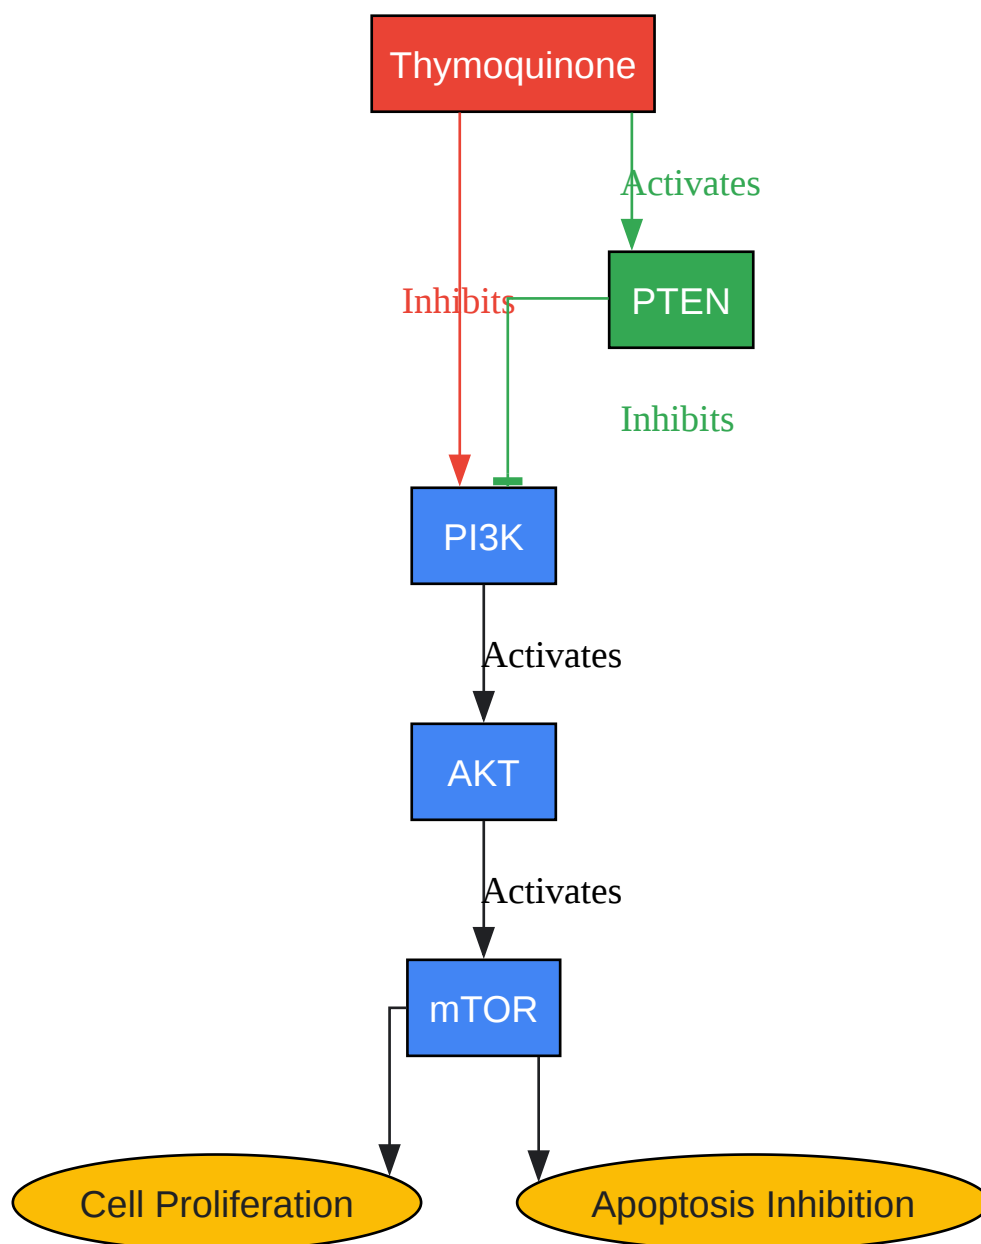 Thymoquinone
Activates
Inhibits
PTEN
Inhibits
PI3K
Activates
AKT
Activates
mTOR
Cell Proliferation
Apoptosis Inhibition